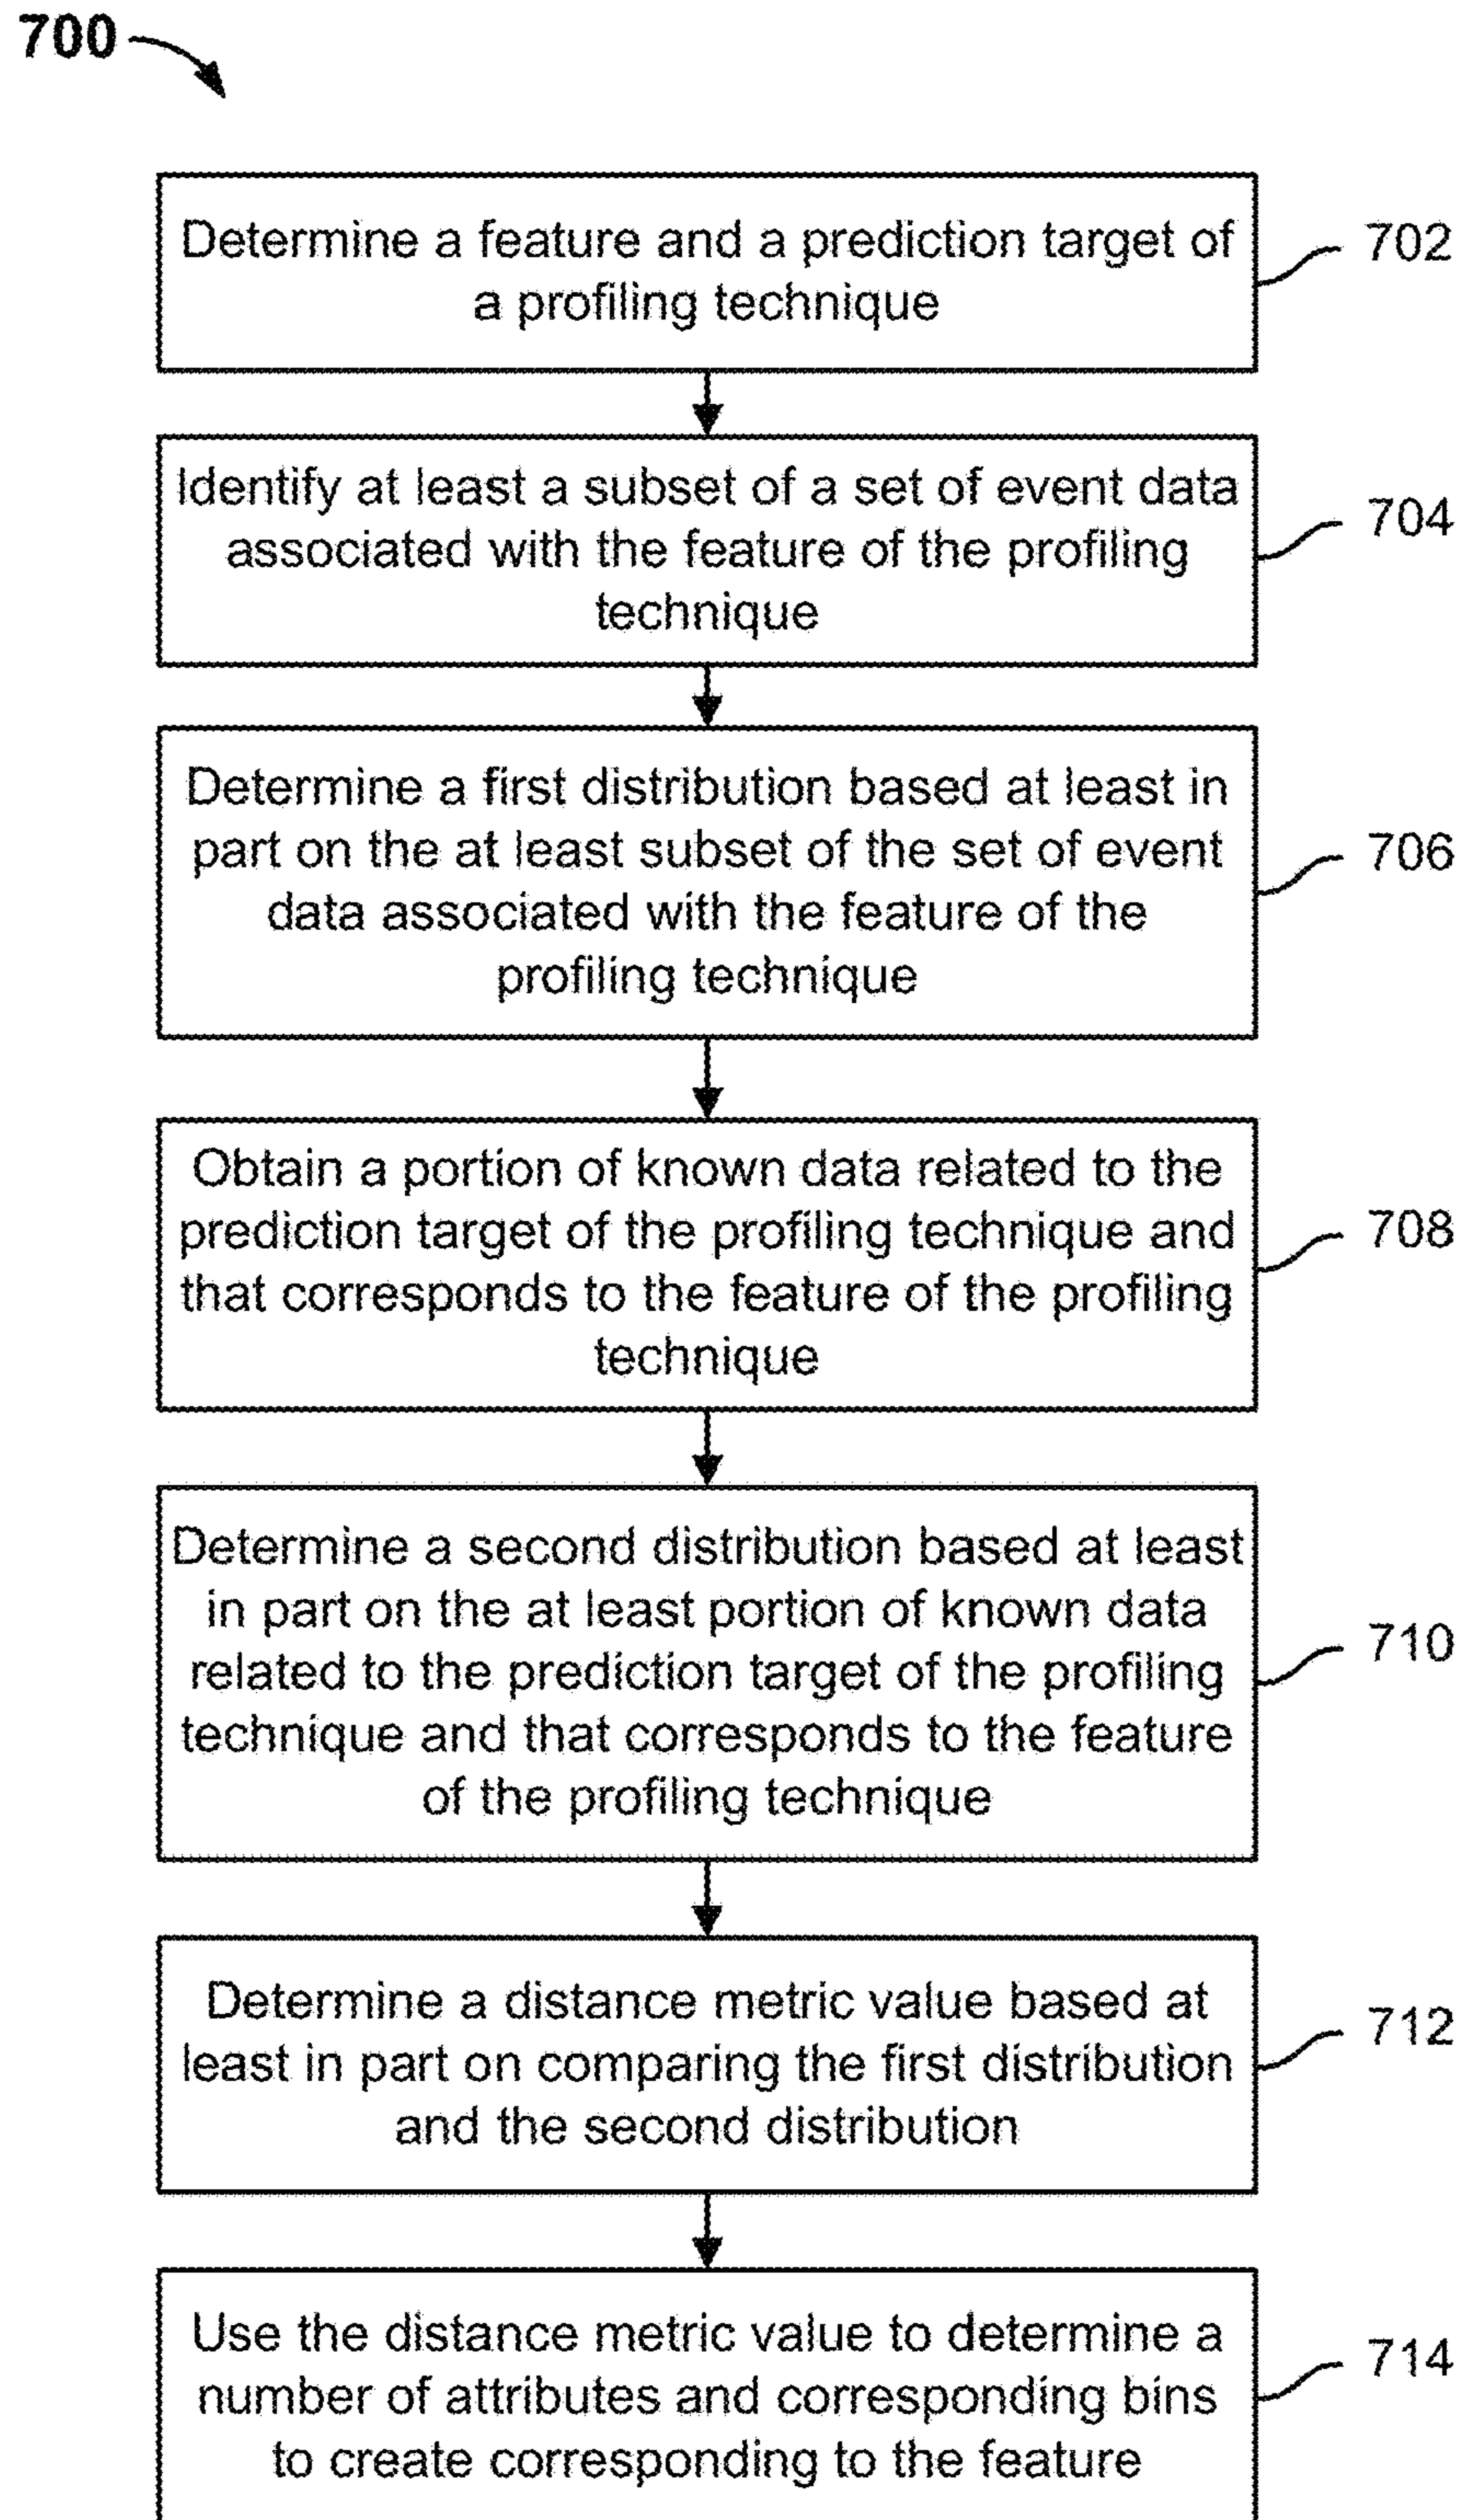 700
Determine a feature and a prediction target of
a profiling technique
702
Identify at least a subset of a set of event data
associated with the feature of the profiling
technique
704
Determine a first distribution based at least in
part on the at least subset of the set of event
data associated with the feature of the
profiling technique
706
Obtain a portion of known data related to the
prediction target of the profiling technique and
that corresponds to the feature of the profiling
technique
708
Determine a second distribution based at least
in part on the at least portion of known data
related to the prediction target of the profiling
technique and that corresponds to the feature
of the profiling technique
710
Determine a distance metric value based at
least in part on comparing the first distribution
and the second distribution
712
Use the distance metric value to determine a
number of attributes and corresponding bins
to create corresponding to the feature
714